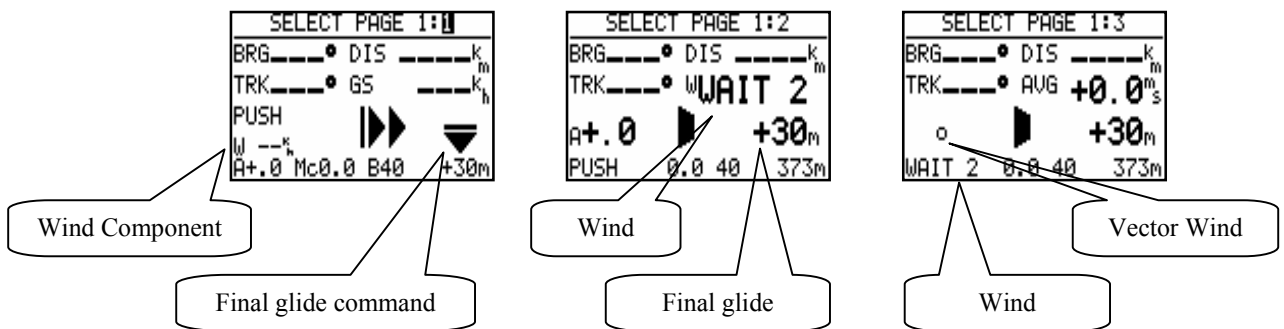 SELECT PAGE 1:1
BRG___° DIS ____km
TRK___° GS ___kh
PUSH
W --kh
A+.0 Mc0.0 B40 +30m
SELECT PAGE 1:2
BRG___° DIS ____km
TRK___° WWAIT 2
A+.0 +30m
PUSH 0.0 40 373m
SELECT PAGE 1:3
BRG___° DIS ____km
TRK___° AVG +0.0ms
+30m
WAIT 2 0.0 40 373m
Wind Component
Wind
Vector Wind
Final glide command
Final glide
Wind